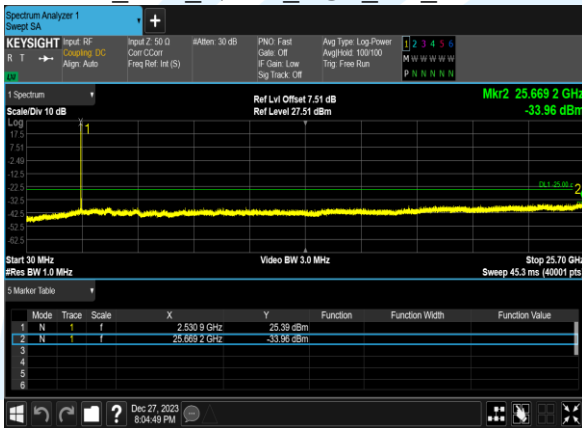 Spectrum Analyzer 1
Swept SA
+
KEYSIGHT Input: RF Input Z: 50 Ω #Atten: 30 dB PNO: Fast Avg Type: Log-Power 1 2 3 4 5 6
R T Coupling: DC Corr CCorr Gate: Off Avg|Hold: 100/100 M W W W W W
Align: Auto Freq Ref: Int (S) IF Gain: Low Trig: Free Run
Sig Track: Off P N N N N N
LV
1 Spectrum Ref Lvl Offset 7.51 dB Mkr2 25.669 2 GHz
Scale/Div 10 dB Ref Level 27.51 dBm -33.96 dBm
Log
17.5
7.51
-2.49
-12.5
-22.5
-32.5
-42.5
-52.5
-62.5
1
DL1 -25.00
2
Start 30 MHz Video BW 3.0 MHz Stop 25.70 GHz
#Res BW 1.0 MHz Sweep 45.3 ms (40001 pts
5 Marker Table
Mode Trace Scale X Y Function Function Width Function Value
1 N 1 f 2.530 9 GHz 25.39 dBm
2 N 1 f 25.669 2 GHz -33.96 dBm
3
4
5
6
? Dec 27, 2023
8:04:49 PM